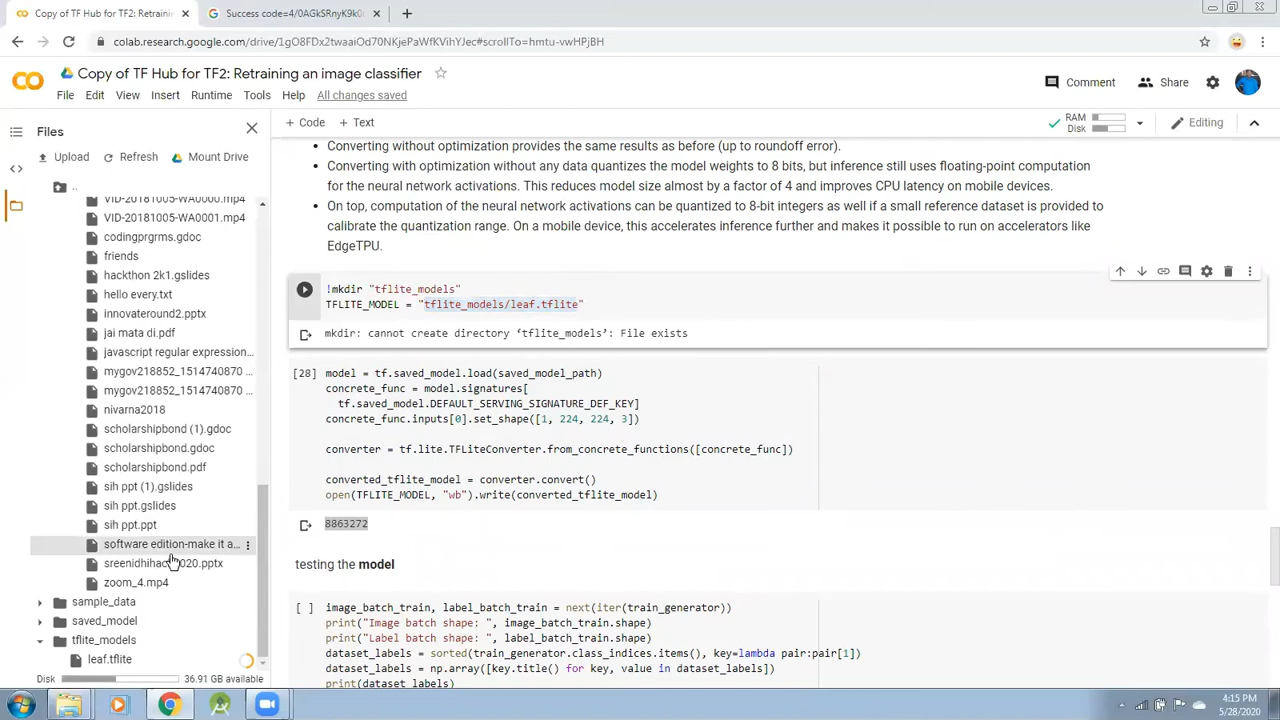 Copy of TF Hub for TF2: Retraini
Success code=4/0AGkSRnyK9k0
colab.research.google.com/drive/1gO8FDx2twaaiOd70NKjePaWfKVihYJec#scrollTo=hmtu-vwHPjBH
Copy of TF Hub for TF2: Retraining an image classifier
File Edit View Insert Runtime Tools Help All changes saved
Comment Share
Files
+ Code + Text
RAM
Disk
Editing
Upload Refresh Mount Drive
..
VID-20181005-WA0000.mp4
VID-20181005-WA0001.mp4
codingprgrms.gdoc
friends
hackthon 2k1.gslides
hello every.txt
innovateround2.pptx
jai mata di.pdf
javascript regular expression...
mygov218852_1514740870 ...
mygov218852_1514740870 ...
nivarna2018
scholarshipbond (1).gdoc
scholarshipbond.gdoc
scholarshipbond.pdf
sih ppt (1).gslides
sih ppt.gslides
sih ppt.ppt
software edition-make it a...
020.pptx
zoom_4.mp4
sample_data
saved_model
tflite_models
leaf.tflite
Disk 36.91 GB available
• Converting without optimization provides the same results as before (up to roundoff error).
• Converting with optimization without any data quantizes the model weights to 8 bits, but inference still uses floating-point computation
for the neural network activations. This reduces model size almost by a factor of 4 and improves CPU latency on mobile devices.
• On top, computation of the neural network activations can be quantized to 8-bit integers as well if a small reference dataset is provided to
calibrate the quantization range. On a mobile device, this accelerates inference further and makes it possible to run on accelerators like
EdgeTPU.
!mkdir "tflite_models"
TFLITE_MODEL = "tflite_models/leaf.tflite"
mkdir: cannot create directory ‘tflite_models’: File exists
[28] model = tf.saved_model.load(saved_model_path)
concrete_func = model.signatures[
tf.saved_model.DEFAULT_SERVING_SIGNATURE_DEF_KEY]
concrete_func.inputs[0].set_shape([1, 224, 224, 3])
converter = tf.lite.TFLiteConverter.from_concrete_functions([concrete_func])
converted_tflite_model = converter.convert()
open(TFLITE_MODEL, "wb").write(converted_tflite_model)
8863272
testing the model
[ ] image_batch_train, label_batch_train = next(iter(train_generator))
print("Image batch shape: ", image_batch_train.shape)
print("Label batch shape: ", label_batch_train.shape)
dataset_labels = sorted(train_generator.class_indices.items(), key=lambda pair:pair[1])
dataset_labels = np.array([key.title() for key, value in dataset_labels])
print(dataset_labels)
4:15 PM
5/28/2020